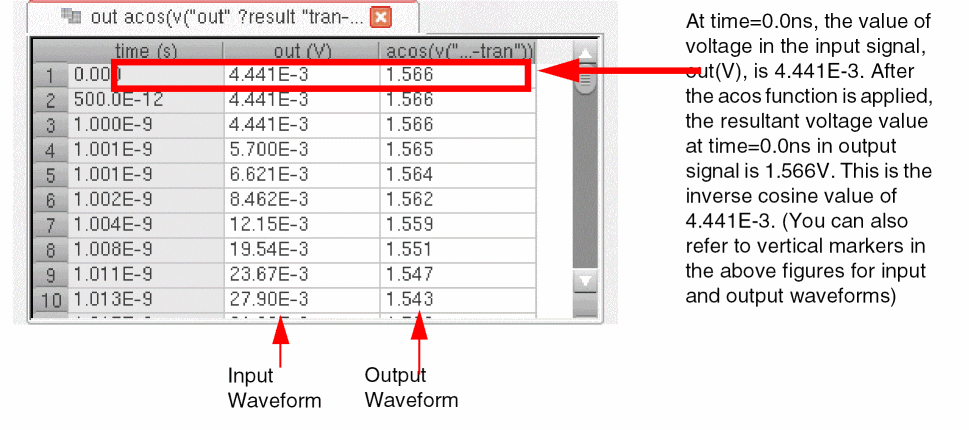 out acos(v("out" ?result "tran-...
time (s) out (V) acos(v("...-tran"))
1 0.000 4.441E-3 1.566
2 500.0E-12 4.441E-3 1.566
3 1.000E-9 4.441E-3 1.566
4 1.001E-9 5.700E-3 1.565
5 1.001E-9 6.621E-3 1.564
6 1.002E-9 8.462E-3 1.562
7 1.004E-9 12.15E-3 1.559
8 1.008E-9 19.54E-3 1.551
9 1.011E-9 23.67E-3 1.547
10 1.013E-9 27.90E-3 1.543
Input
Waveform
Output
Waveform
At time=0.0ns, the value of
voltage in the input signal,
out(V), is 4.441E-3. After
the acos function is applied,
the resultant voltage value
at time=0.0ns in output
signal is 1.566V. This is the
inverse cosine value of
4.441E-3. (You can also
refer to vertical markers in
the above figures for input
and output waveforms)